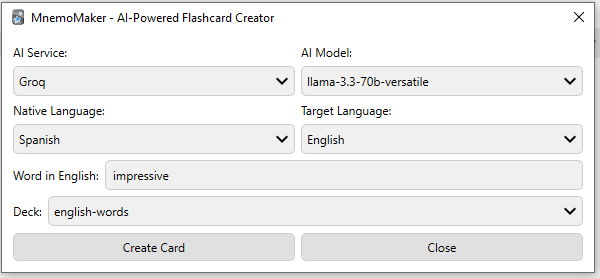 MnemoMaker - AI-Powered Flashcard Creator
AI Service: AI Model:
Groq llama-3.3-70b-versatile
Native Language: Target Language:
Spanish English
Word in English: impressive
Deck: english-words
Create Card Close